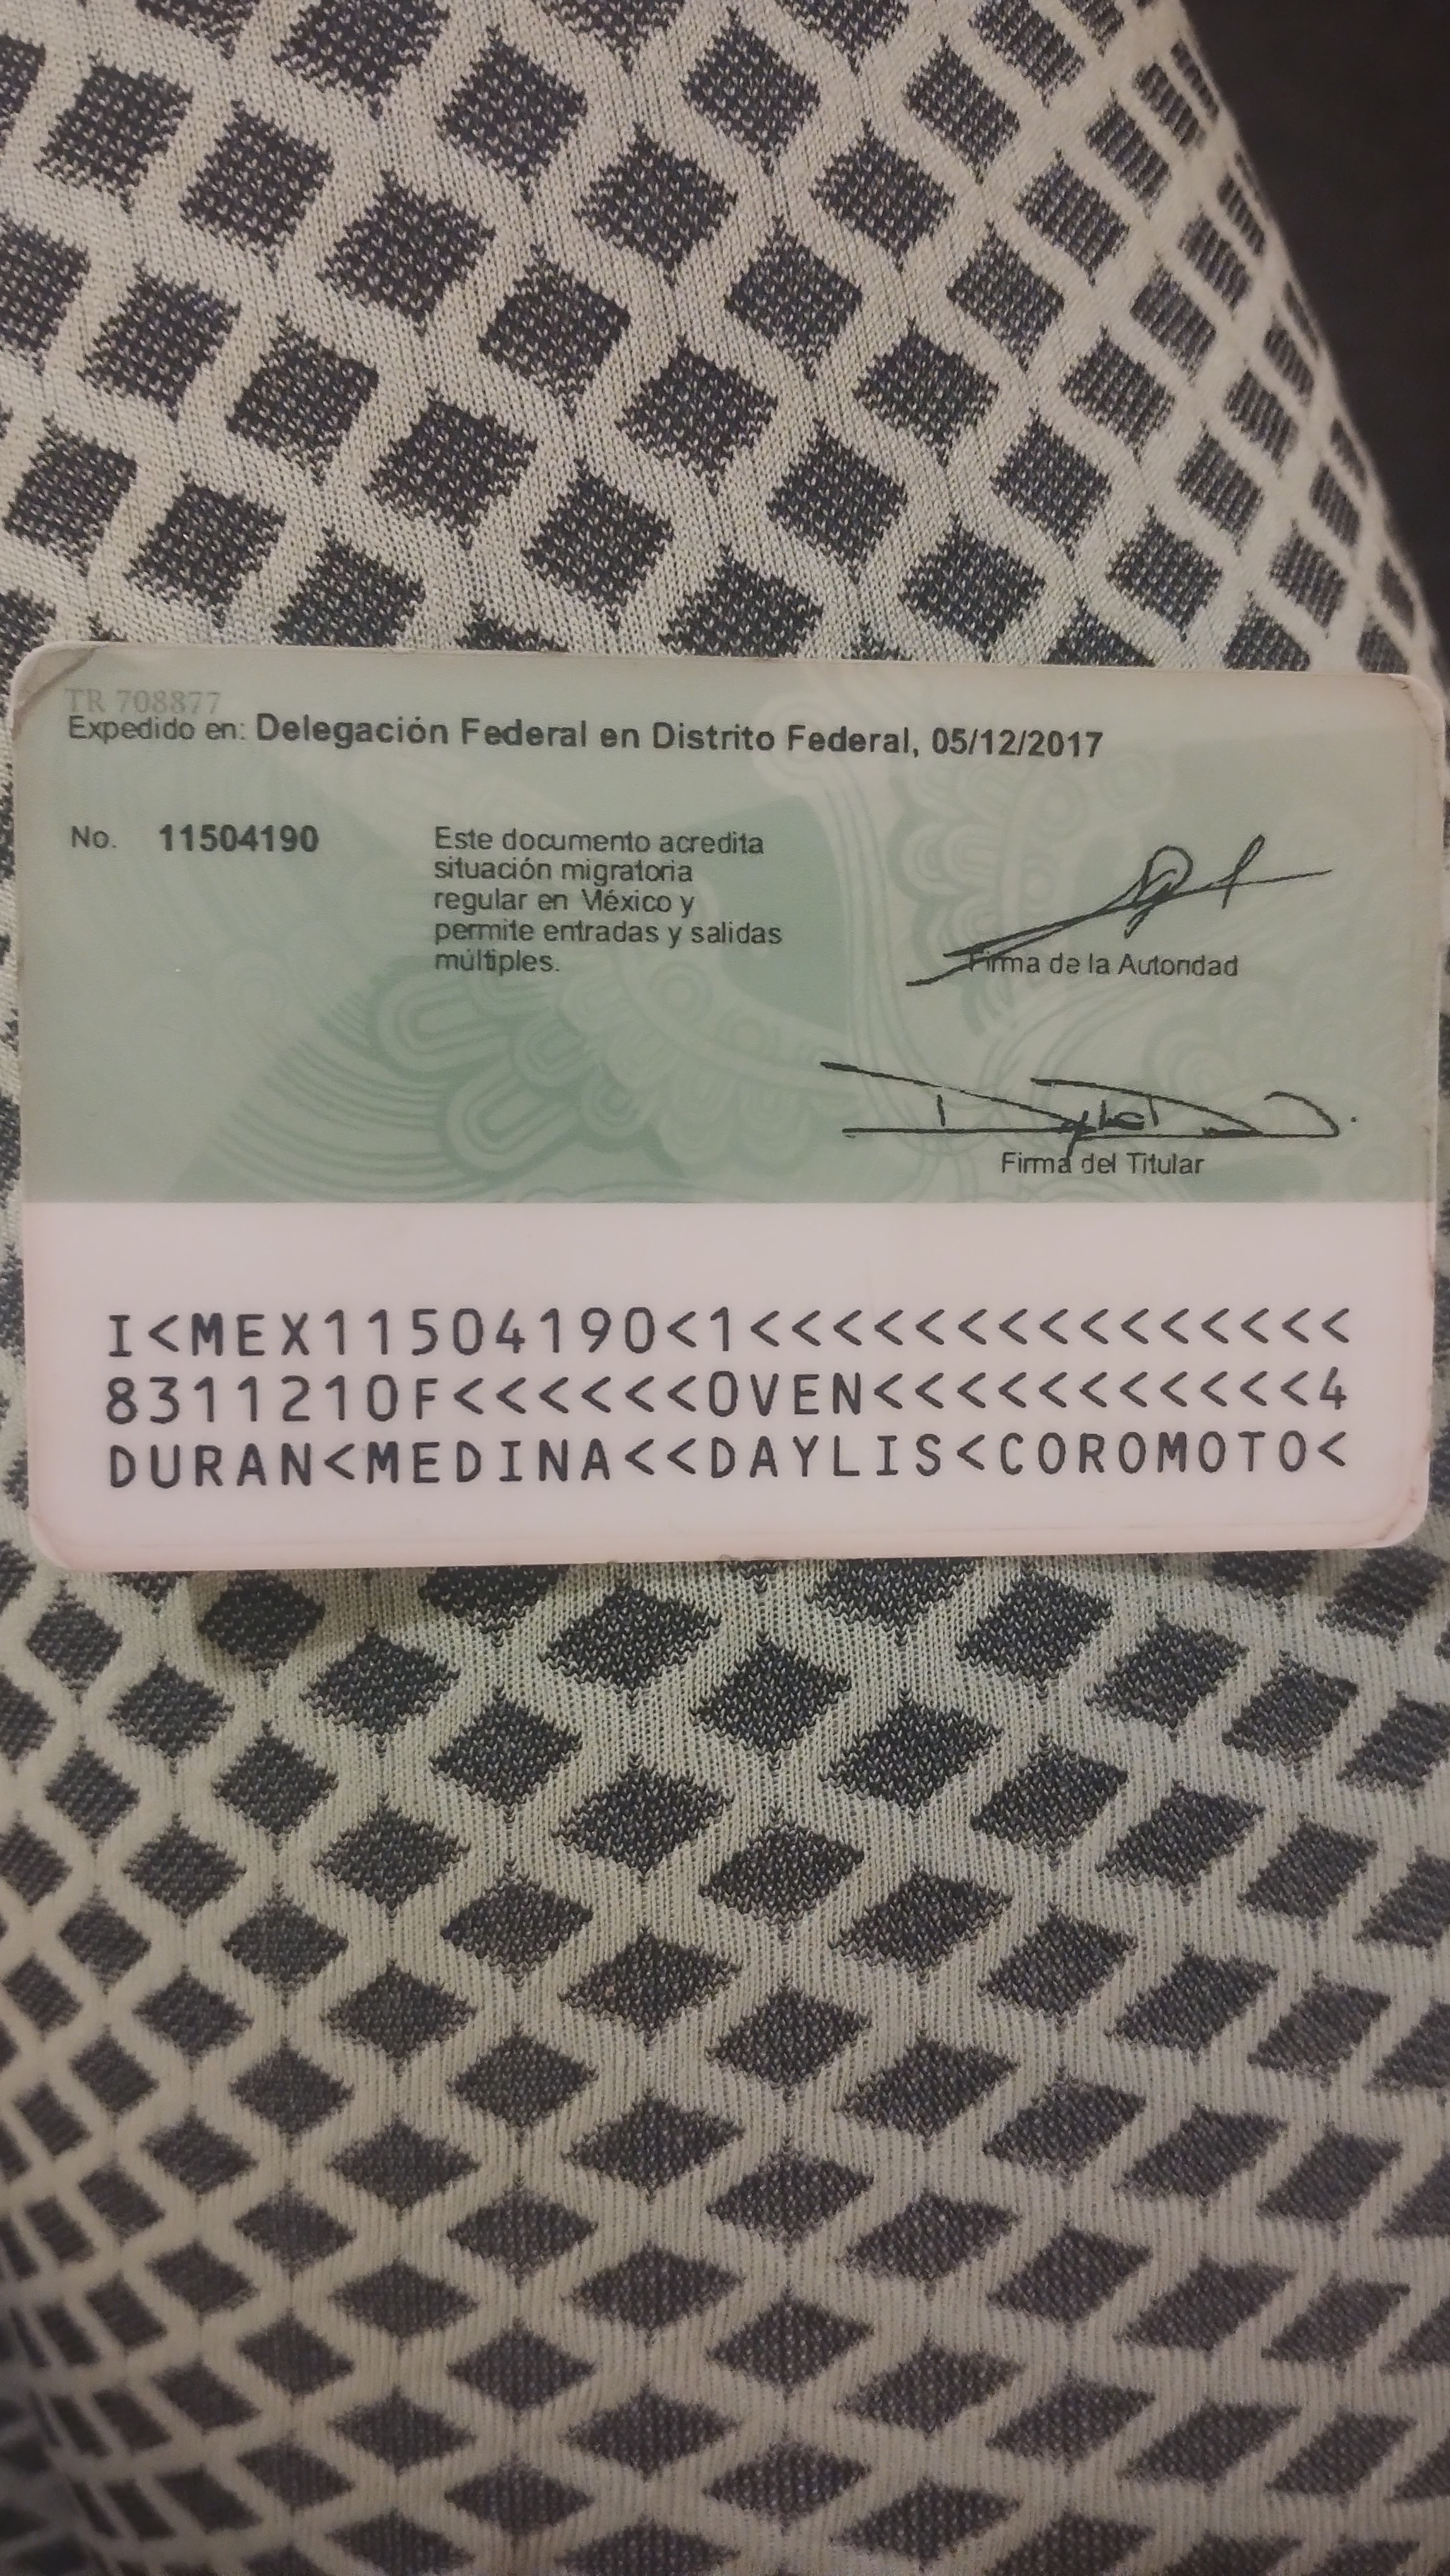 TR 708877
Expedido en: Delegación Federal en Distrito Federal, 05/12/2017
No. 11504190
Este documento acredita
situación migratoria
regular en México y
permite entradas y salidas
múltiples.
Firma de la Autoridad
Firma del Titular
I<MEX11504190<1<<<<<<<<<<<<<<<
8311210F<<<<<<0VEN<<<<<<<<<<<4
DURAN<MEDINA<<DAYLIS<COROMOTO<